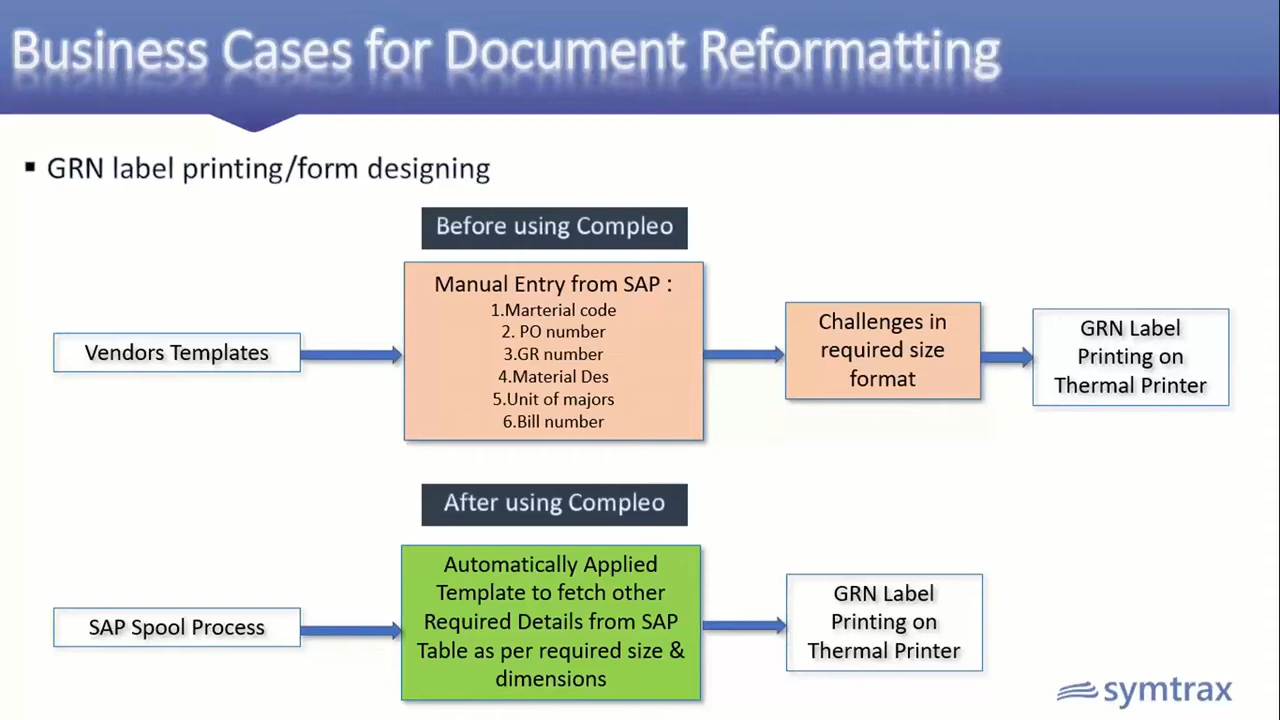 Business Cases for Document Reformatting
▪ GRN label printing/form designing
Before using Compleo
Vendors Templates
Manual Entry from SAP :
1.Marterial code
2. PO number
3.GR number
4.Material Des
5.Unit of majors
6.Bill number
Challenges in
required size
format
GRN Label
Printing on
Thermal Printer
After using Compleo
SAP Spool Process
Automatically Applied
Template to fetch other
Required Details from SAP
Table as per required size &
dimensions
GRN Label
Printing on
Thermal Printer
symtrax